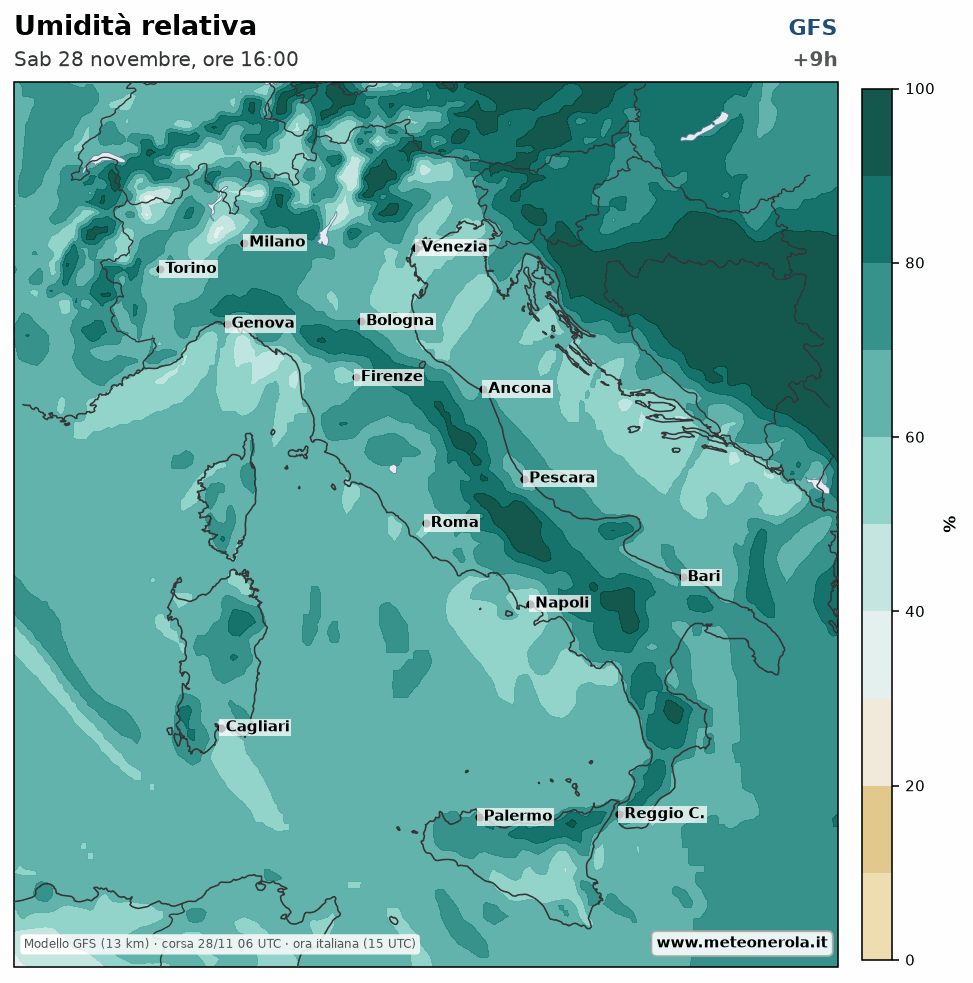 Umidità relativa
GFS
Sab 28 novembre, ore 16:00
+9h
100
80
60
40
20
0
%
Milano
Venezia
Torino
Genova
Bologna
Firenze
Ancona
Pescara
Roma
Bari
Napoli
Cagliari
Palermo
Reggio C.
Modello GFS (13 km) · corsa 28/11 06 UTC · ora italiana (15 UTC)
www.meteonerola.it